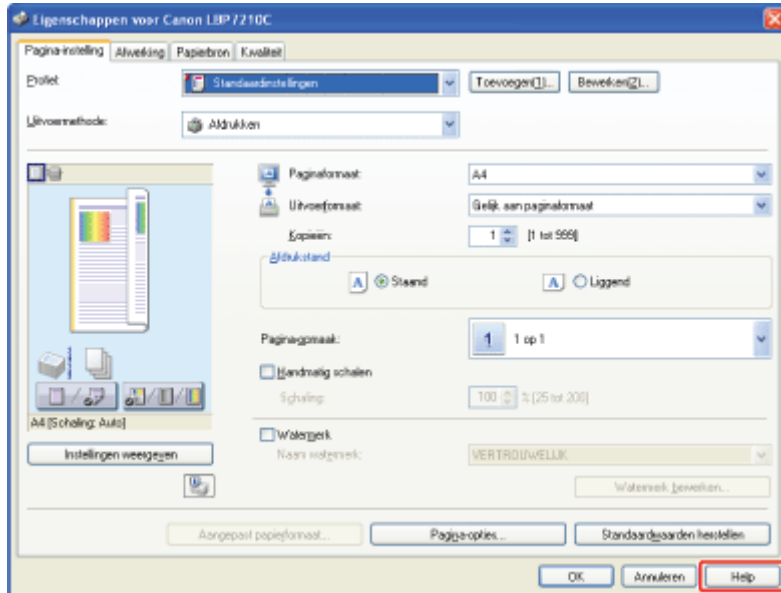 Eigenschappen voor Canon LBP7210C
Pagina-instelling Afwerking Papierbron Kwaliteit
Profiel: Standaardinstellingen Toevoegen(1)... Bewerken(2)...
Uitvoermethode: Afdrukken
Paginaformaat: A4
Uitvoerformaat: Gelijk aan paginaformaat
Kopieën: 1 [1 tot 999]
Afdrukstand
A Staand A Liggend
Pagina-opmaak: 1 1 op 1
Handmatig schalen
Schaling: 100 % [25 tot 200]
A4 [Schaling: Auto]
Watermerk
Instellingen weergeven Naam watermerk: VERTROUWELIJK
Watermerk bewerken...
Aangepast papierformaat... Pagina-opties... Standaardwaarden herstellen
OK Annuleren Help